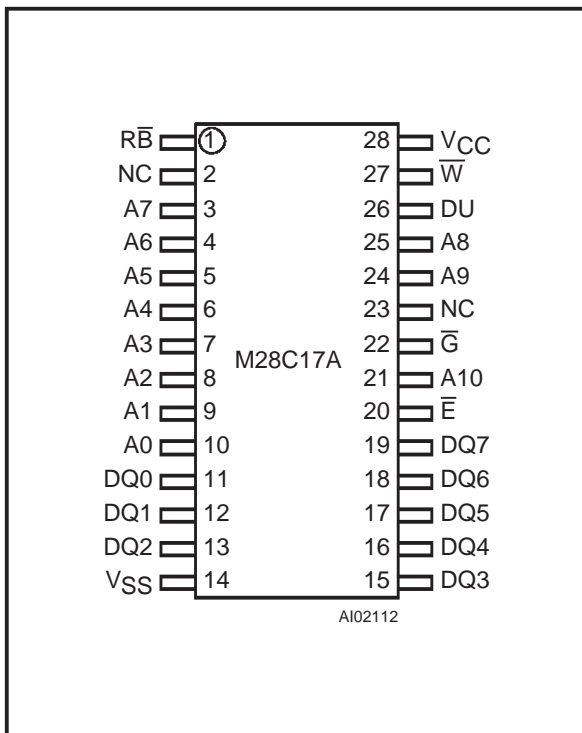 RB̅ 1 28 VCC
NC 2 27 W̅
A7 3 26 DU
A6 4 25 A8
A5 5 24 A9
A4 6 23 NC
A3 7 22 G̅
M28C17A
A2 8 21 A10
A1 9 20 E̅
A0 10 19 DQ7
DQ0 11 18 DQ6
DQ1 12 17 DQ5
DQ2 13 16 DQ4
VSS 14 15 DQ3
AI02112